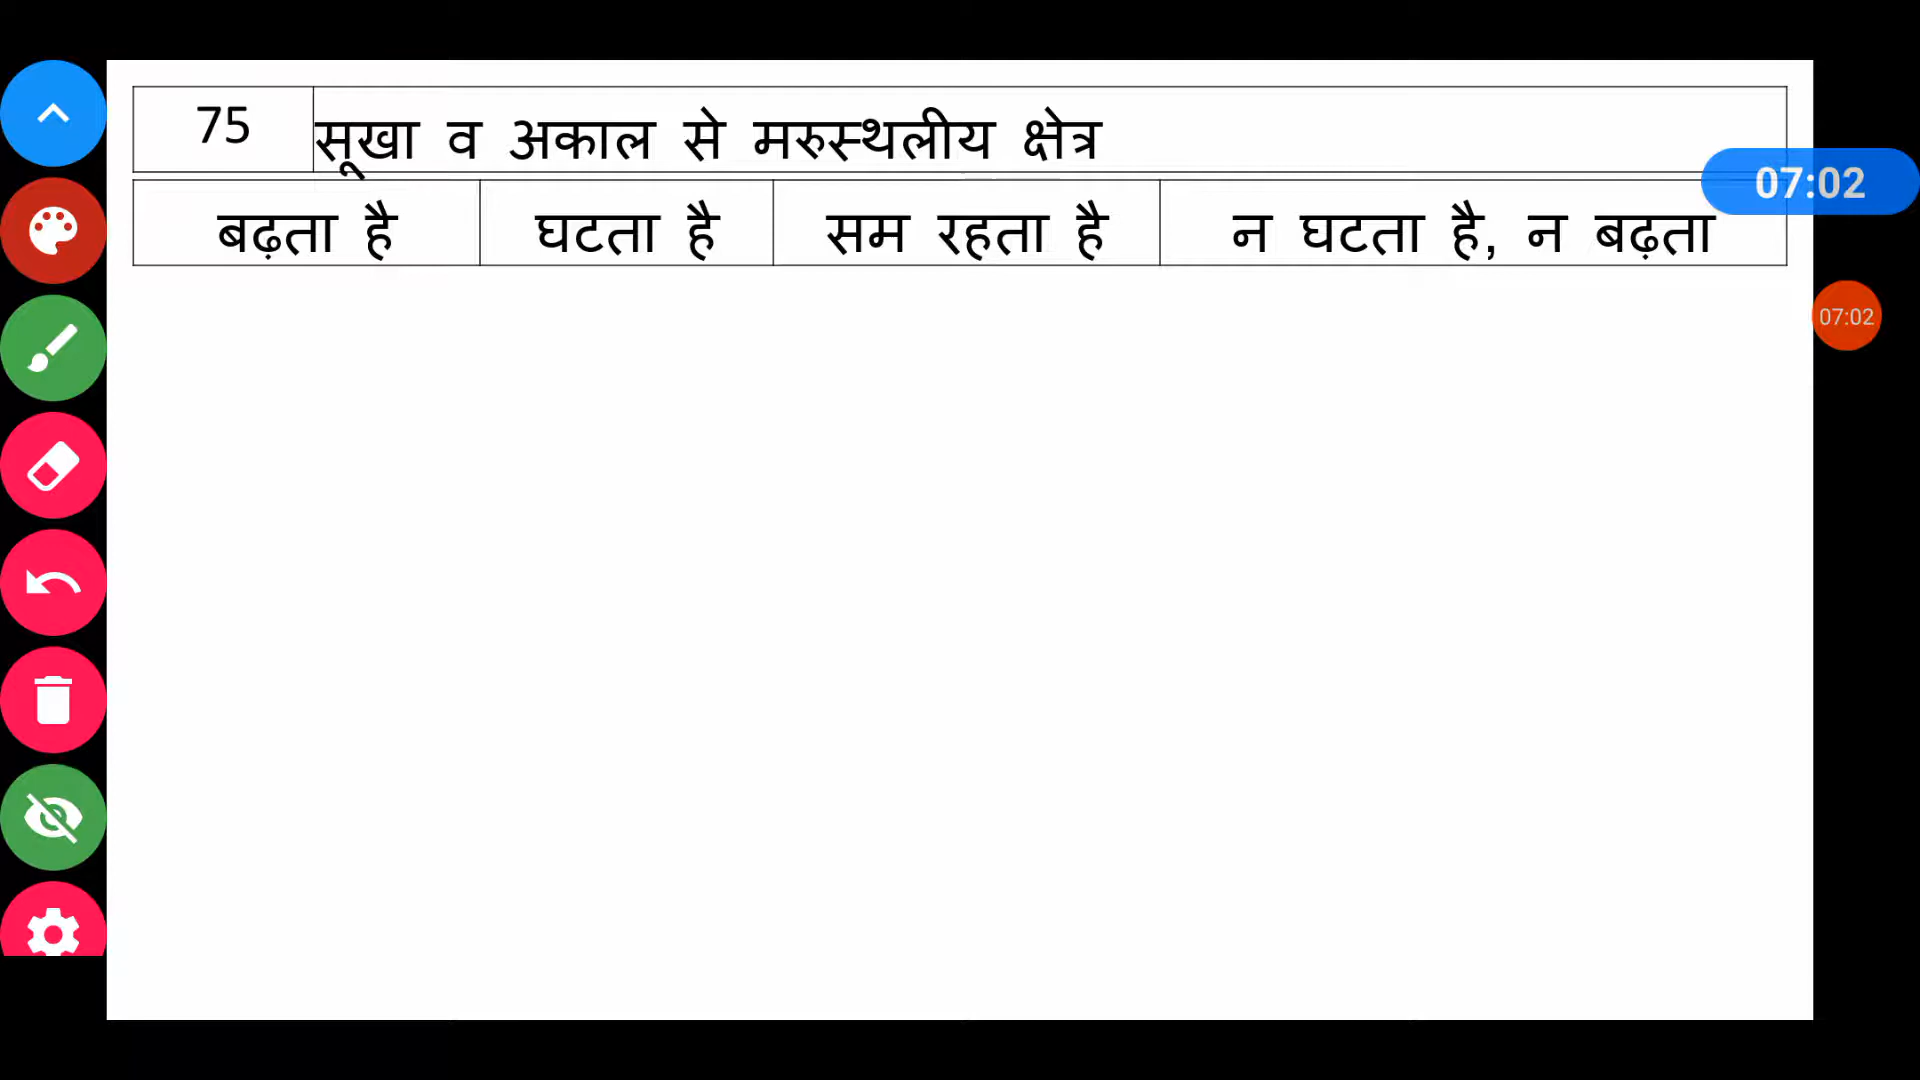 75 सूखा व अकाल से मरुस्थलीय क्षेत्र
07:02
बढ़ता है घटता है सम रहता है न घटता है, न बढ़ता
07:02